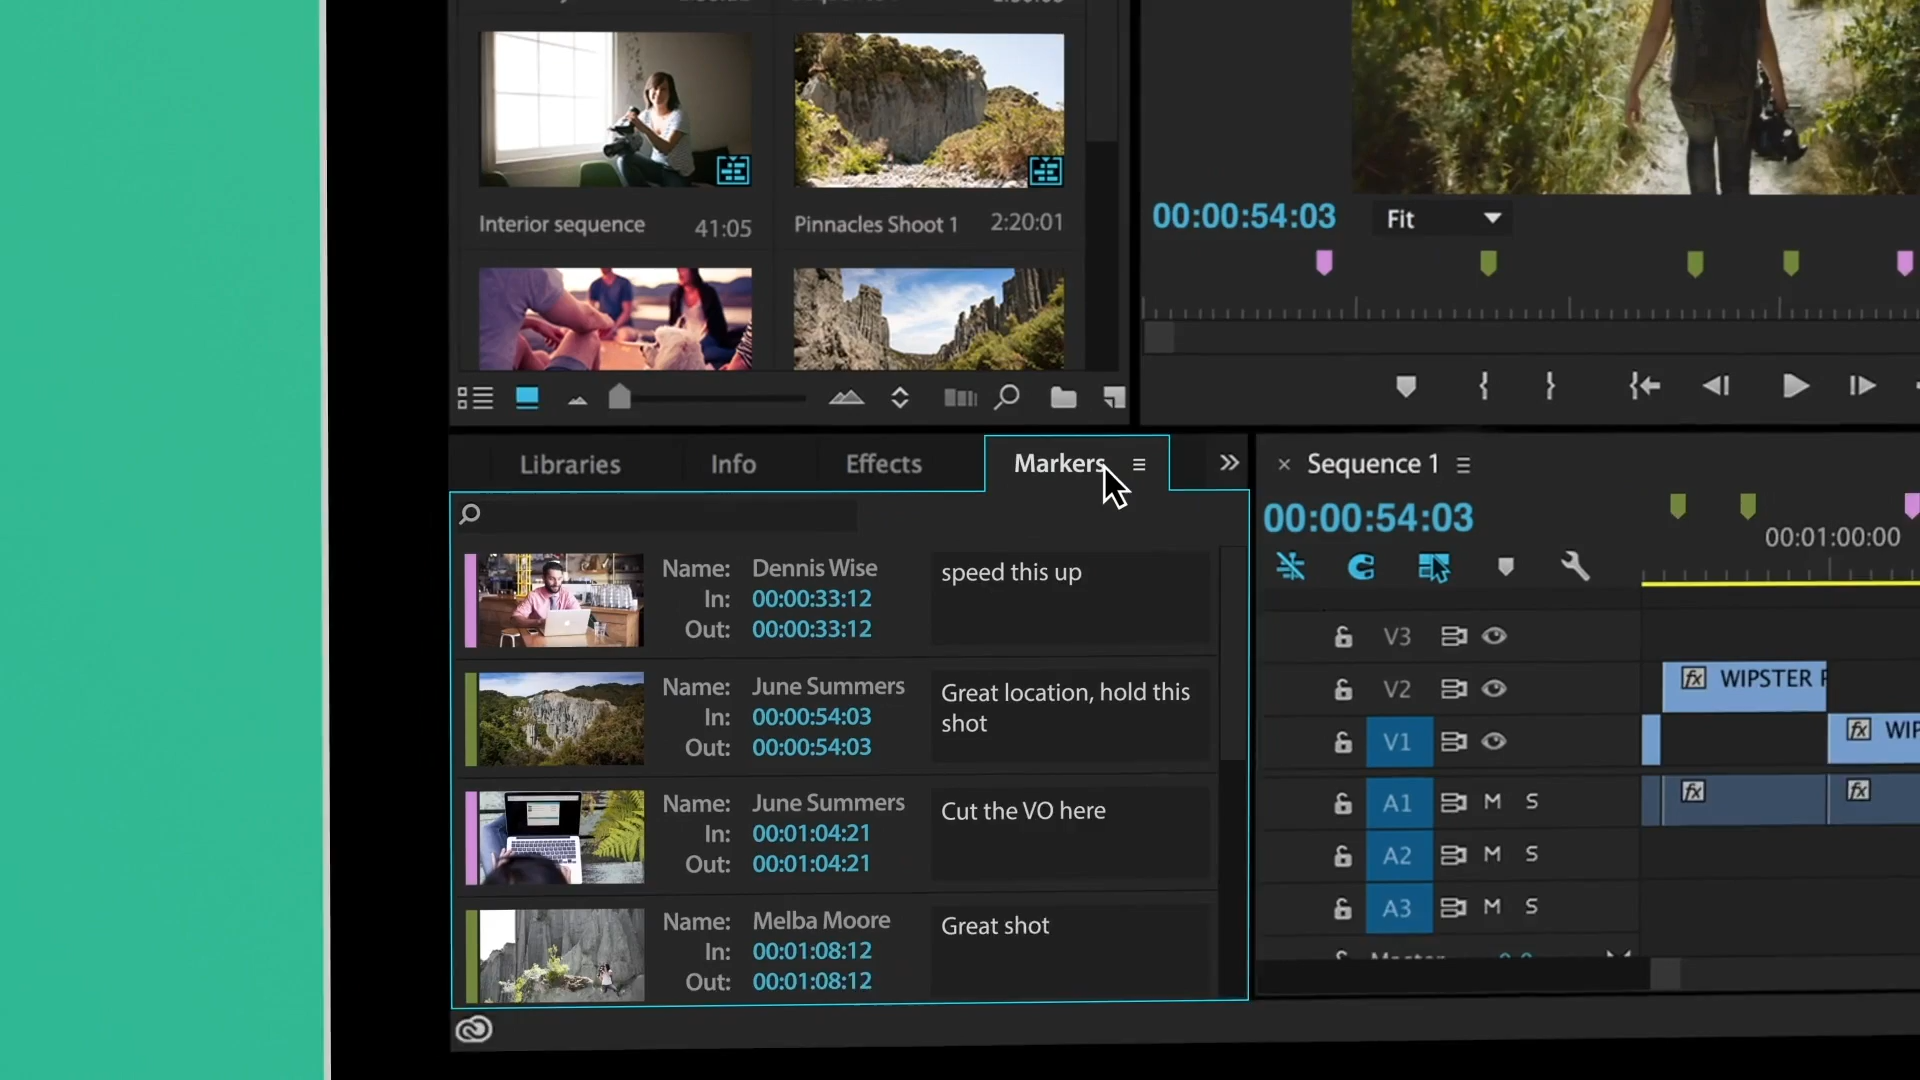 Interior sequence 41:05
Pinnacles Shoot 1 2:20:01
00:00:54:03 Fit
Libraries Info Effects Markers
Name: Dennis Wise
In: 00:00:33:12
Out: 00:00:33:12
speed this up
Name: June Summers
In: 00:00:54:03
Out: 00:00:54:03
Great location, hold this
shot
Name: June Summers
In: 00:01:04:21
Out: 00:01:04:21
Cut the VO here
Name: Melba Moore
In: 00:01:08:12
Out: 00:01:08:12
Great shot
× Sequence 1
00:00:54:03
00:01:00:00
V3
V2
fx WIPSTER
V1
fx WIP
A1 M S
fx fx
A2 M S
A3 M S